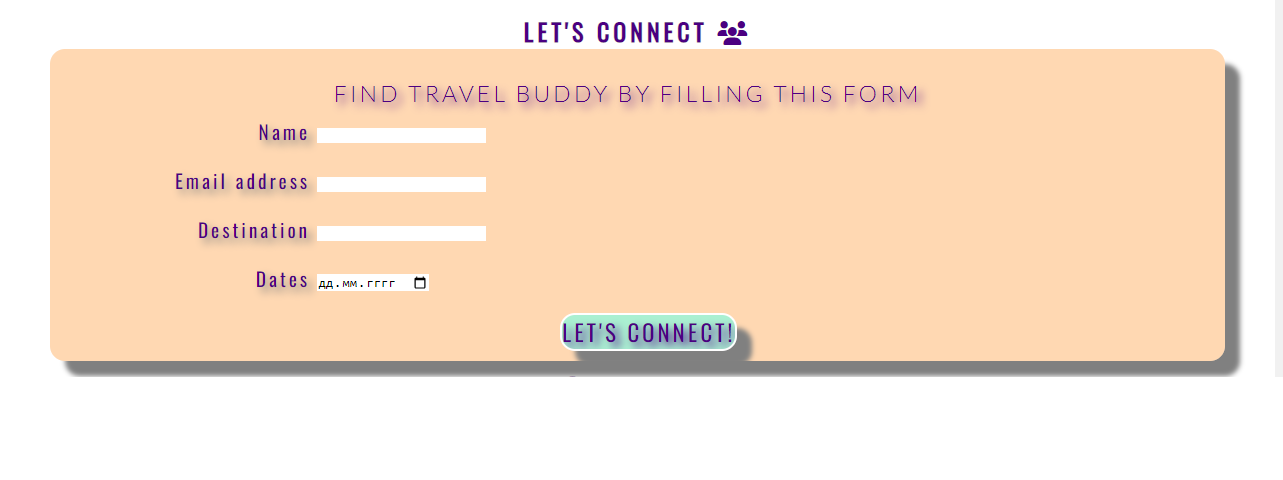 LET'S CONNECT
FIND TRAVEL BUDDY BY FILLING THIS FORM
Name
Email address
Destination
Dates дд.мм.гггг
LET'S CONNECT!